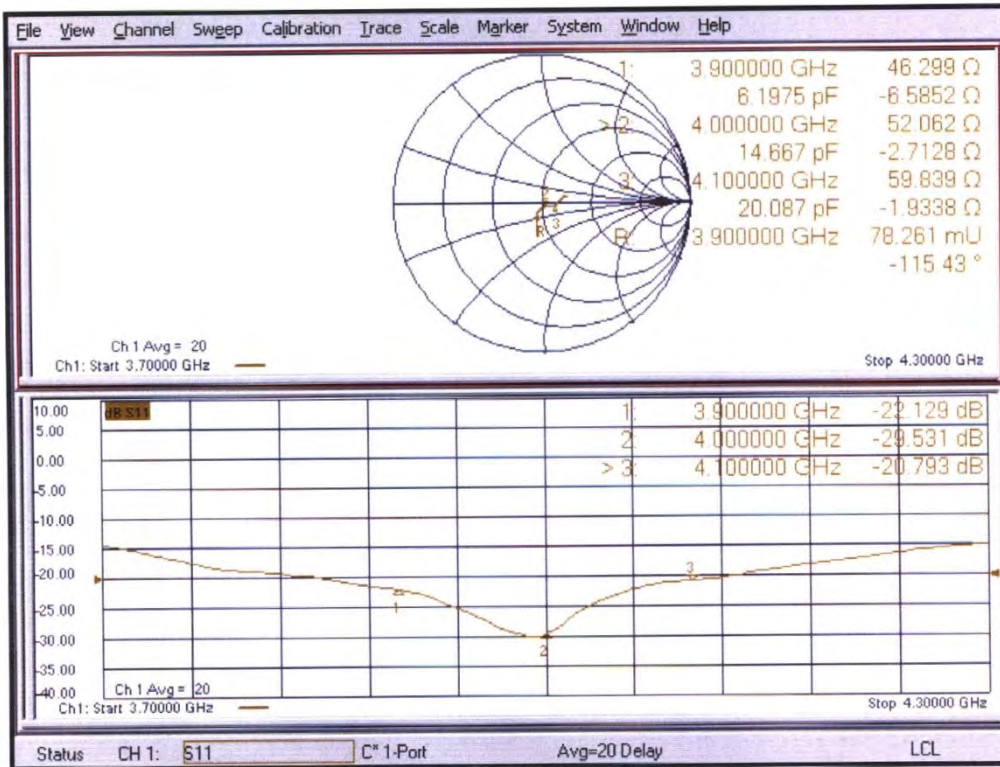 File View Channel Sweep Calibration Trace Scale Marker System Window Help
1: 3.900000 GHz 46.299 Ω
6.1975 pF -6.5852 Ω
> 2: 4.000000 GHz 52.062 Ω
14.667 pF -2.7128 Ω
3: 4.100000 GHz 59.839 Ω
20.087 pF -1.9338 Ω
R: 3.900000 GHz 78.261 mU
-115.43 °
2
R 3
Ch 1 Avg = 20
Ch1: Start 3.70000 GHz Stop 4.30000 GHz
10.00 dB S11 1: 3.900000 GHz -22.129 dB
5.00 2: 4.000000 GHz -29.531 dB
0.00 > 3: 4.100000 GHz -20.793 dB
-5.00
-10.00
-15.00
-20.00 3
-25.00 1
-30.00 2
-35.00
-40.00 Ch 1 Avg = 20
Ch1: Start 3.70000 GHz Stop 4.30000 GHz
Status CH 1: S11 C* 1-Port Avg=20 Delay LCL